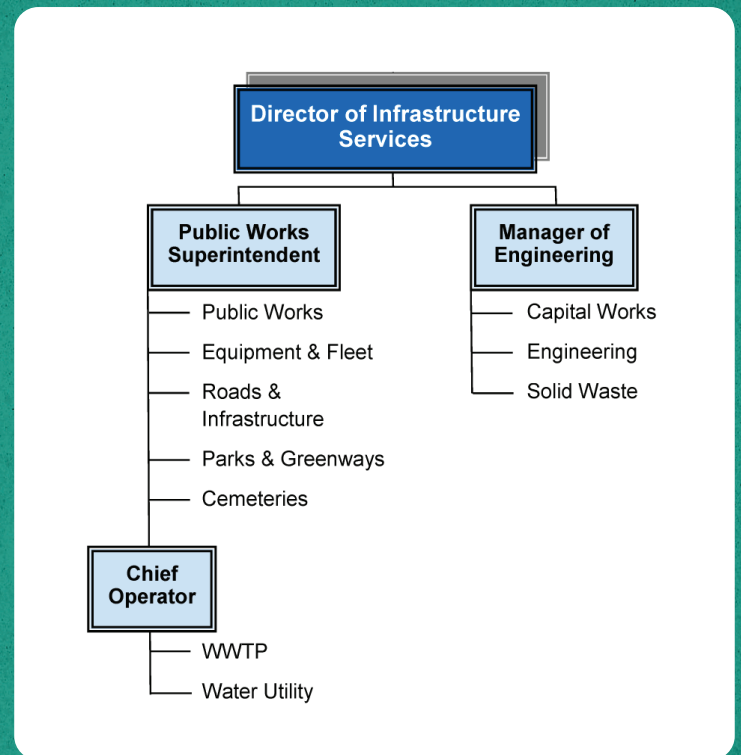 Director of Infrastructure
Services
Public Works
Superintendent
Public Works
Equipment & Fleet
Roads &
Infrastructure
Parks & Greenways
Cemeteries
Chief
Operator
WWTP
Water Utility
Manager of
Engineering
Capital Works
Engineering
Solid Waste